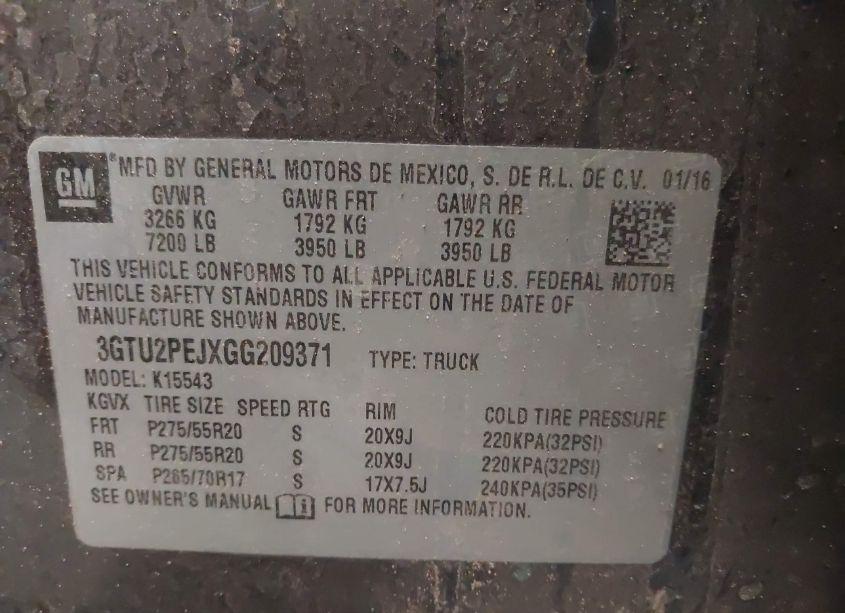 GM
MFD BY GENERAL MOTORS DE MEXICO, S. DE R.L. DE C.V. 01/16
GVWR GAWR FRT GAWR RR
3266 KG 1792 KG 1792 KG
7200 LB 3950 LB 3950 LB
THIS VEHICLE CONFORMS TO ALL APPLICABLE U.S. FEDERAL MOTOR
VEHICLE SAFETY STANDARDS IN EFFECT ON THE DATE OF
MANUFACTURE SHOWN ABOVE.
3GTU2PEJXGG209371 TYPE: TRUCK
MODEL: K15543
KGVX TIRE SIZE SPEED RTG RIM COLD TIRE PRESSURE
FRT P275/55R20 S 20X9J 220KPA(32PSI)
RR P275/55R20 S 20X9J 220KPA(32PSI)
SPA P265/70R17 S 17X7.5J 240KPA(35PSI)
SEE OWNER'S MANUAL FOR MORE INFORMATION.